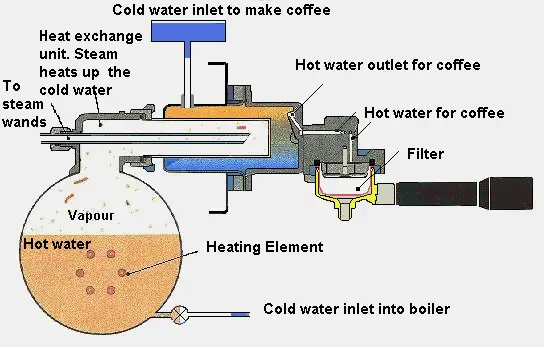 Cold water inlet to make coffee
Heat exchange
unit. Steam
heats up the
cold water
To
steam
wands
Hot water outlet for coffee
Hot water for coffee
Filter
Vapour
Hot water
Heating Element
Cold water inlet into boiler